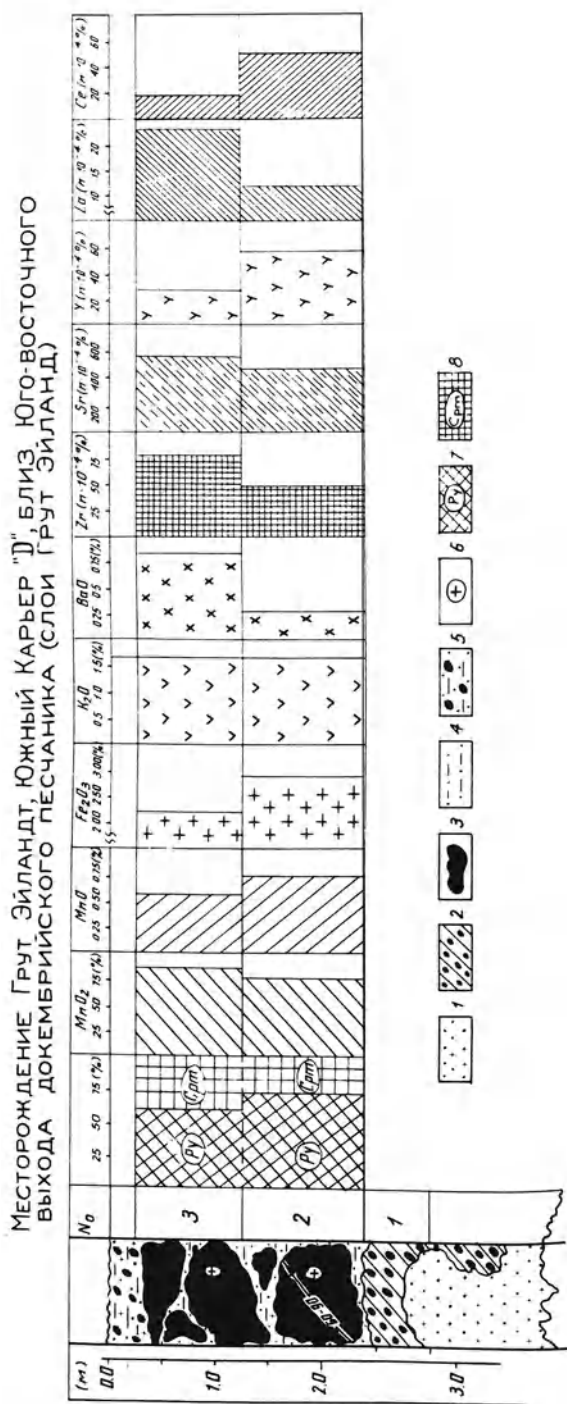 Месторождение Грут Эйландт, Южный Карьер "D", близ Юго-восточного
выхода докембрийского песчаника (слои Грут Эйланд)
(m) No MnO₂ MnO Fe₂O₃ K₂O BaO Zr (n·10⁻⁴%) Sr (n·10⁻⁴%) Y (n·10⁻⁴%) La (n·10⁻⁴%) Ce (n·10⁻⁴%)
25 50 75 (%) 25 50 75 (%) 0.25 0.50 0.75 (%) 2.00 2.50 3.00 (%) 0.5 1.0 1.5 (%) 0.25 0.5 0.75 (%) 25 50 75 200 400 600 20 40 60 10 15 20 20 40 60
0.0
1.0
2.0
3.0
3 Py Cpm
2 Py Cpm
1
1 2 3 4 5 6 7 8
Py Cpm